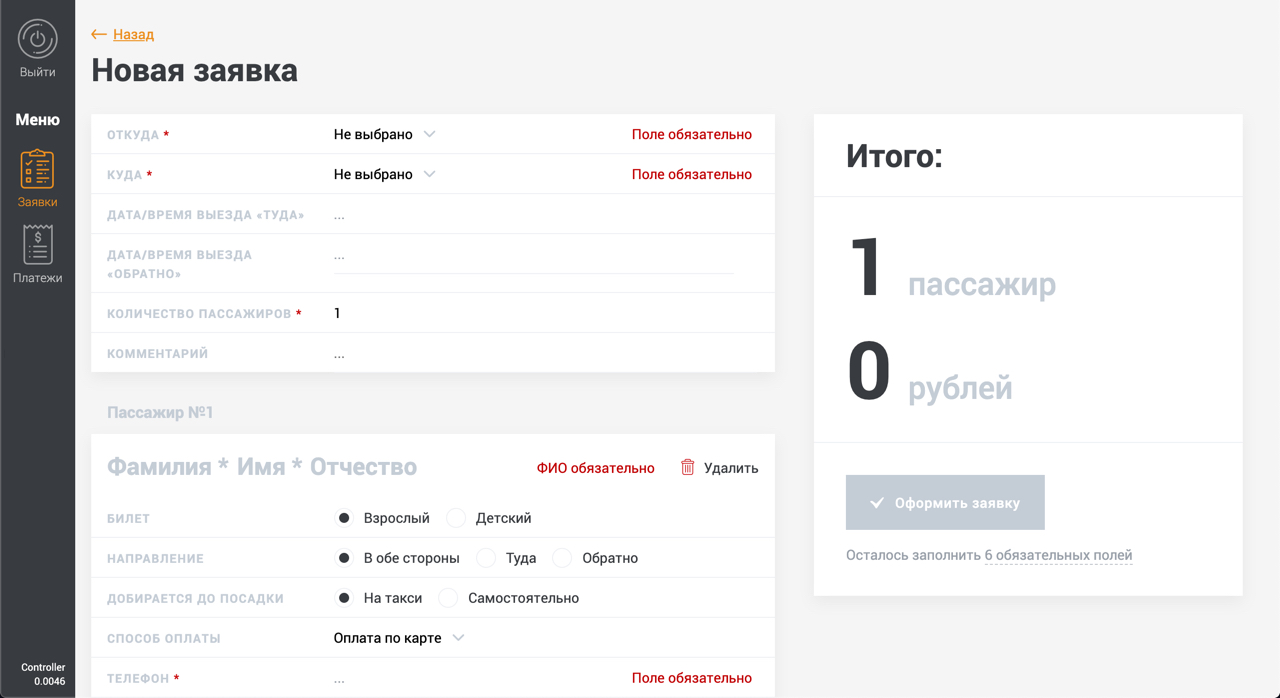 Выйти
Меню
Заявки
Платежи
Controller
0.0046
← Назад
Новая заявка
ОТКУДА * Не выбрано Поле обязательно
КУДА * Не выбрано Поле обязательно
ДАТА/ВРЕМЯ ВЫЕЗДА «ТУДА» ...
ДАТА/ВРЕМЯ ВЫЕЗДА ...
«ОБРАТНО»
КОЛИЧЕСТВО ПАССАЖИРОВ * 1
КОММЕНТАРИЙ ...
Пассажир №1
Фамилия * Имя * Отчество ФИО обязательно Удалить
БИЛЕТ Взрослый Детский
НАПРАВЛЕНИЕ В обе стороны Туда Обратно
ДОБИРАЕТСЯ ДО ПОСАДКИ На такси Самостоятельно
СПОСОБ ОПЛАТЫ Оплата по карте
ТЕЛЕФОН * ... Поле обязательно
Итого:
1 пассажир
0 рублей
Оформить заявку
Осталось заполнить 6 обязательных полей